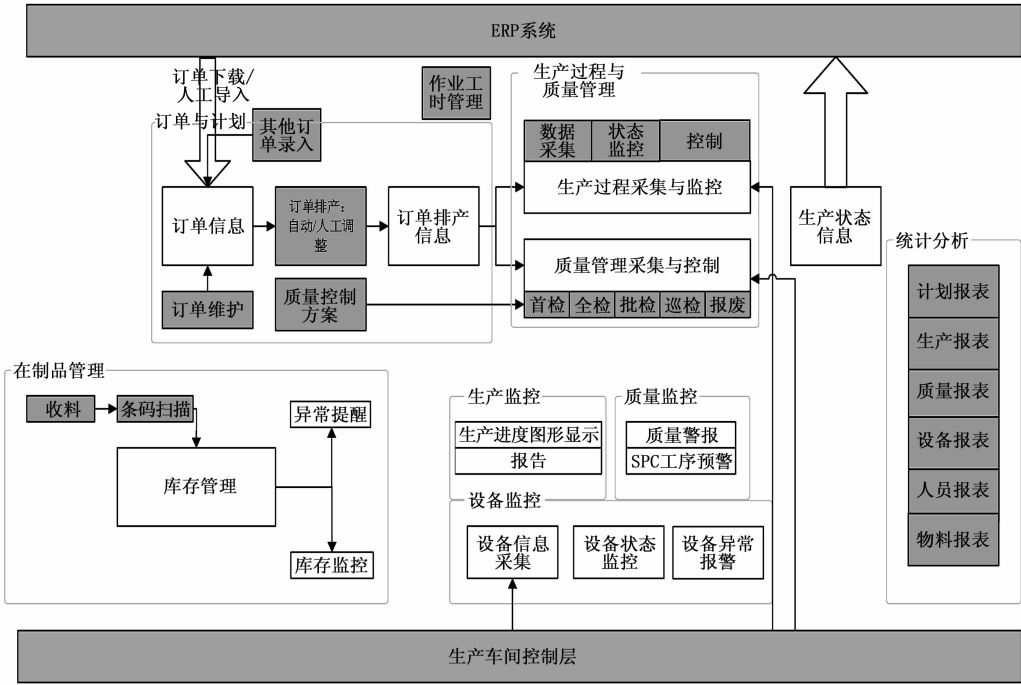 ERP系统
订单下载/
人工导入
订单与计划
其他订
单录入
作业工
时管理
订单信息
订单排产：
自动/人工调
整
订单排产
信息
订单维护
质量控制
方案
生产过程与
质量管理
数据
采集
状态
监控
控制
生产过程采集与监控
质量管理采集与控制
首检
全检
批检
巡检
报废
生产状态
信息
统计分析
计划报表
生产报表
质量报表
设备报表
人员报表
物料报表
在制品管理
收料
条码扫描
库存管理
异常提醒
库存监控
生产监控
生产进度图形显示
报告
质量监控
质量警报
SPC工序预警
设备监控
设备信息
采集
设备状态
监控
设备异常
报警
生产车间控制层